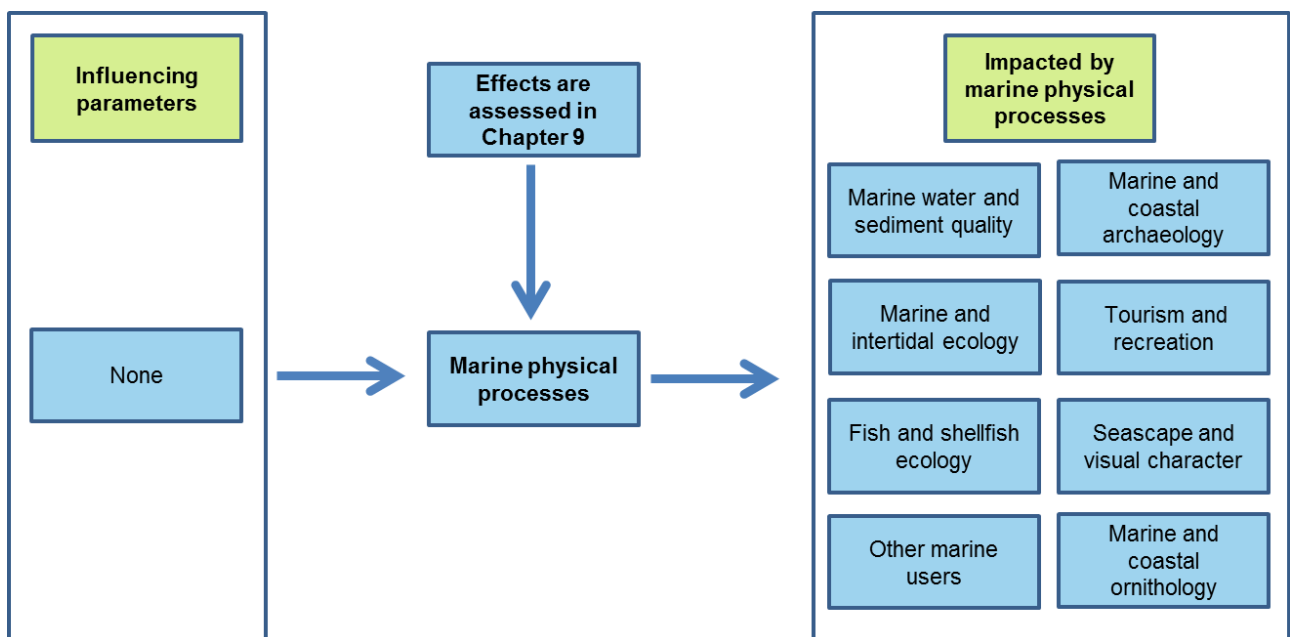 Influencing
parameters
None
Effects are
assessed in
Chapter 9
Marine physical
processes
Impacted by
marine physical
processes
Marine water and
sediment quality
Marine and
coastal
archaeology
Marine and
intertidal ecology
Tourism and
recreation
Fish and shellfish
ecology
Seascape and
visual character
Other marine
users
Marine and
coastal
ornithology